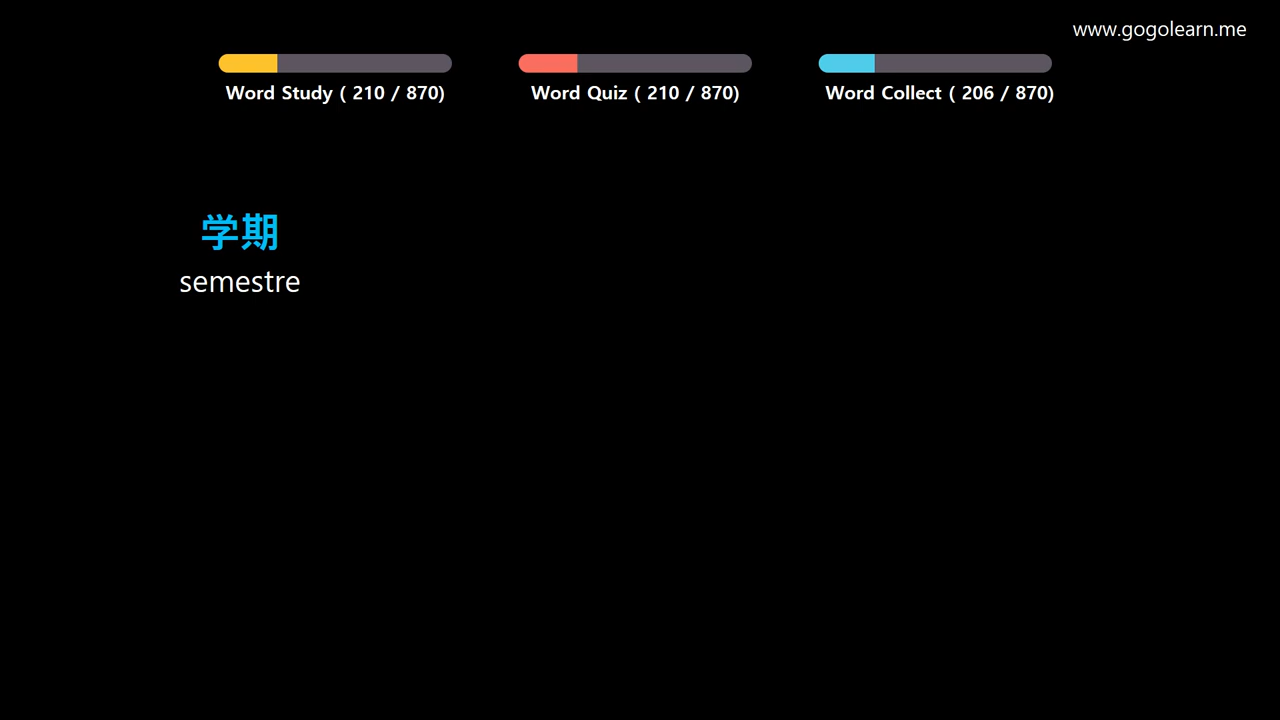 www.gogolearn.me
Word Study ( 210 / 870)
Word Quiz ( 210 / 870)
Word Collect ( 206 / 870)
学期
semestre